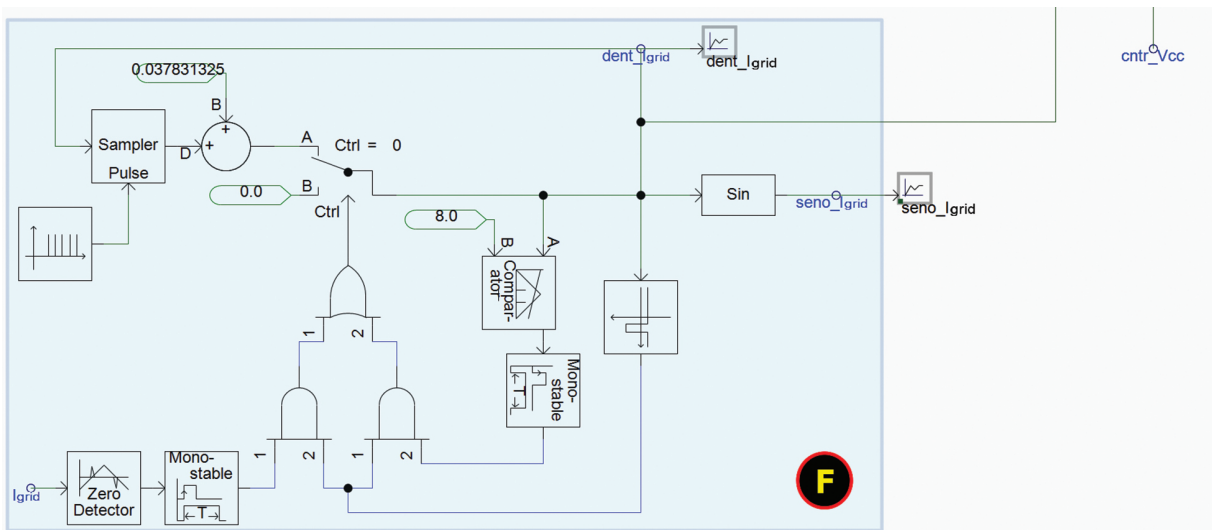 dent_Igrid
dent_Igrid
cntr_Vcc
0.037831325
B
+
Sampler
Pulse
D
+
A
Ctrl = 0
B
0.0
Ctrl
8.0
B
A
Sin
seno_Igrid
seno_Igrid
Compar-
ator
1
2
Mono-
stable
T
1
2
1
2
Igrid
Zero
Detector
Mono-
stable
T
F